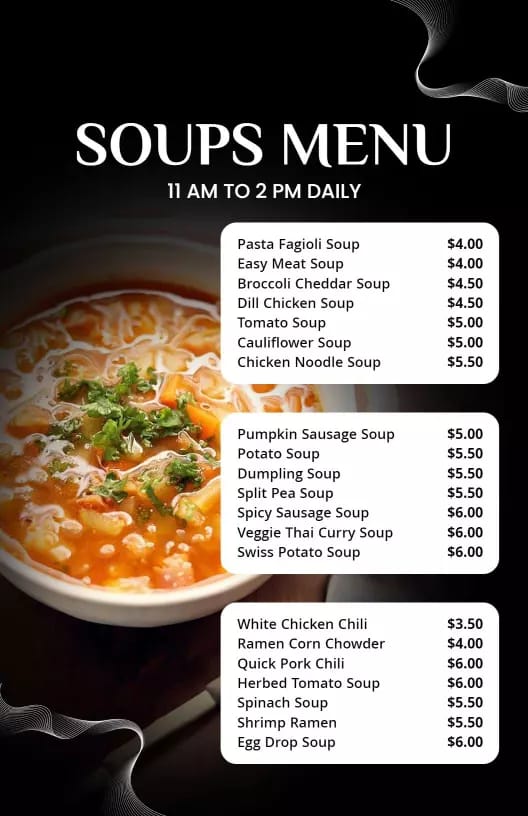 SOUPS MENU
11 AM TO 2 PM DAILY
Pasta Fagioli Soup $4.00
Easy Meat Soup $4.00
Broccoli Cheddar Soup $4.50
Dill Chicken Soup $4.50
Tomato Soup $5.00
Cauliflower Soup $5.00
Chicken Noodle Soup $5.50
Pumpkin Sausage Soup $5.00
Potato Soup $5.50
Dumpling Soup $5.50
Split Pea Soup $5.50
Spicy Sausage Soup $6.00
Veggie Thai Curry Soup $6.00
Swiss Potato Soup $6.00
White Chicken Chili $3.50
Ramen Corn Chowder $4.00
Quick Pork Chili $6.00
Herbed Tomato Soup $6.00
Spinach Soup $5.50
Shrimp Ramen $5.50
Egg Drop Soup $6.00